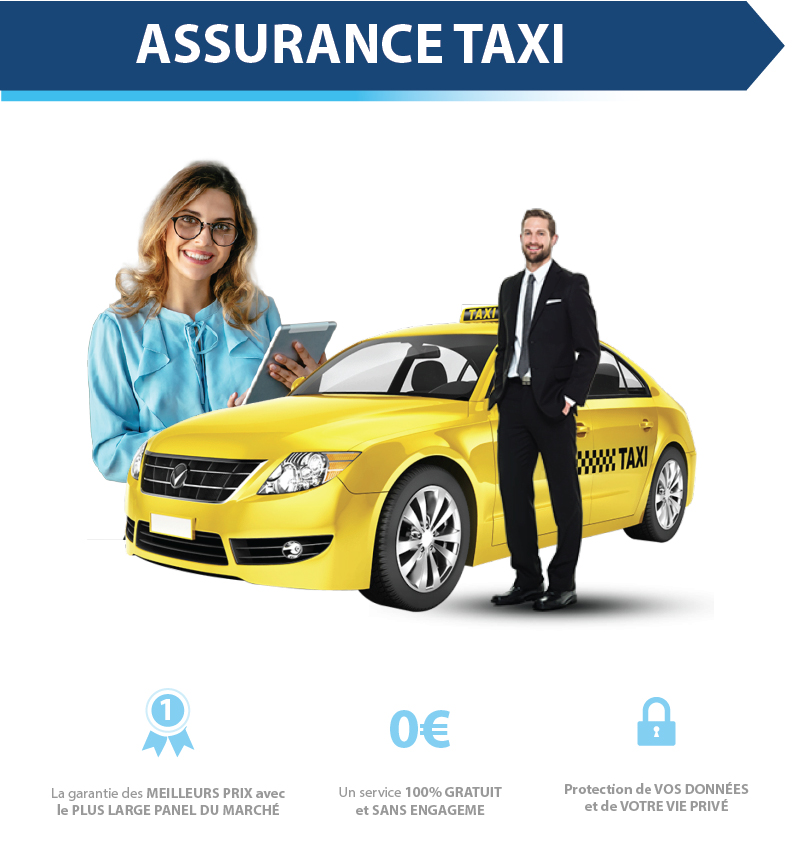 ASSURANCE TAXI
TAXI
TAXI
1
0€
La garantie des MEILLEURS PRIX avec
le PLUS LARGE PANEL DU MARCHÉ
Un service 100% GRATUIT
et SANS ENGAGEME
Protection de VOS DONNÉES
et de VOTRE VIE PRIVÉ